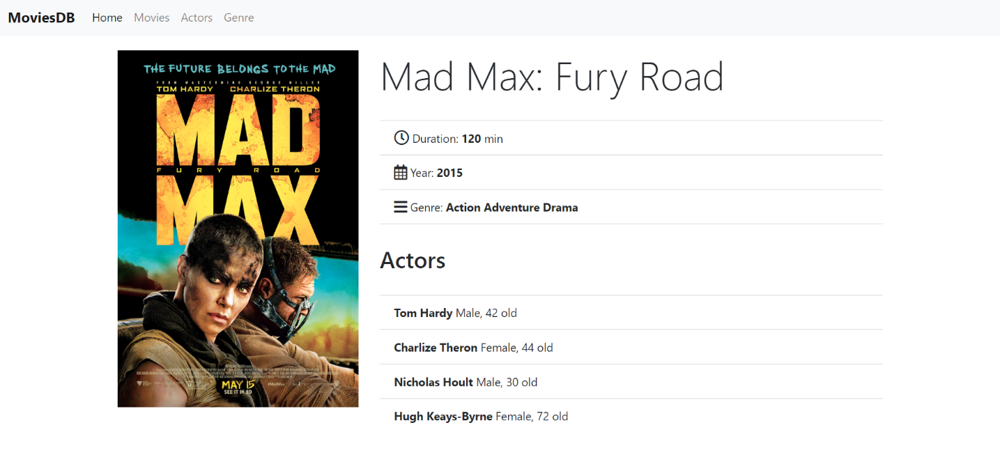 MoviesDB Home Movies Actors Genre
THE FUTURE BELONGS TO THE MAD
FROM MASTERMIND GEORGE MILLER
TOM HARDY CHARLIZE THERON
MAD
FURY ROAD
MAX
MAY 15
SEE IT IN 3D
Mad Max: Fury Road
Duration: 120 min
Year: 2015
Genre: Action Adventure Drama
Actors
Tom Hardy Male, 42 old
Charlize Theron Female, 44 old
Nicholas Hoult Male, 30 old
Hugh Keays-Byrne Female, 72 old